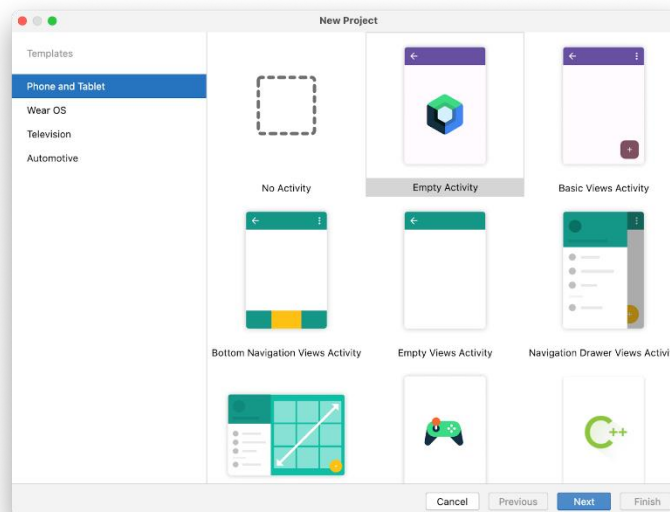 New Project
Templates
Phone and Tablet
Wear OS
Television
Automotive
No Activity
Empty Activity
Basic Views Activity
Bottom Navigation Views Activity
Empty Views Activity
Navigation Drawer Views Activi
C++
Cancel
Previous
Next
Finish